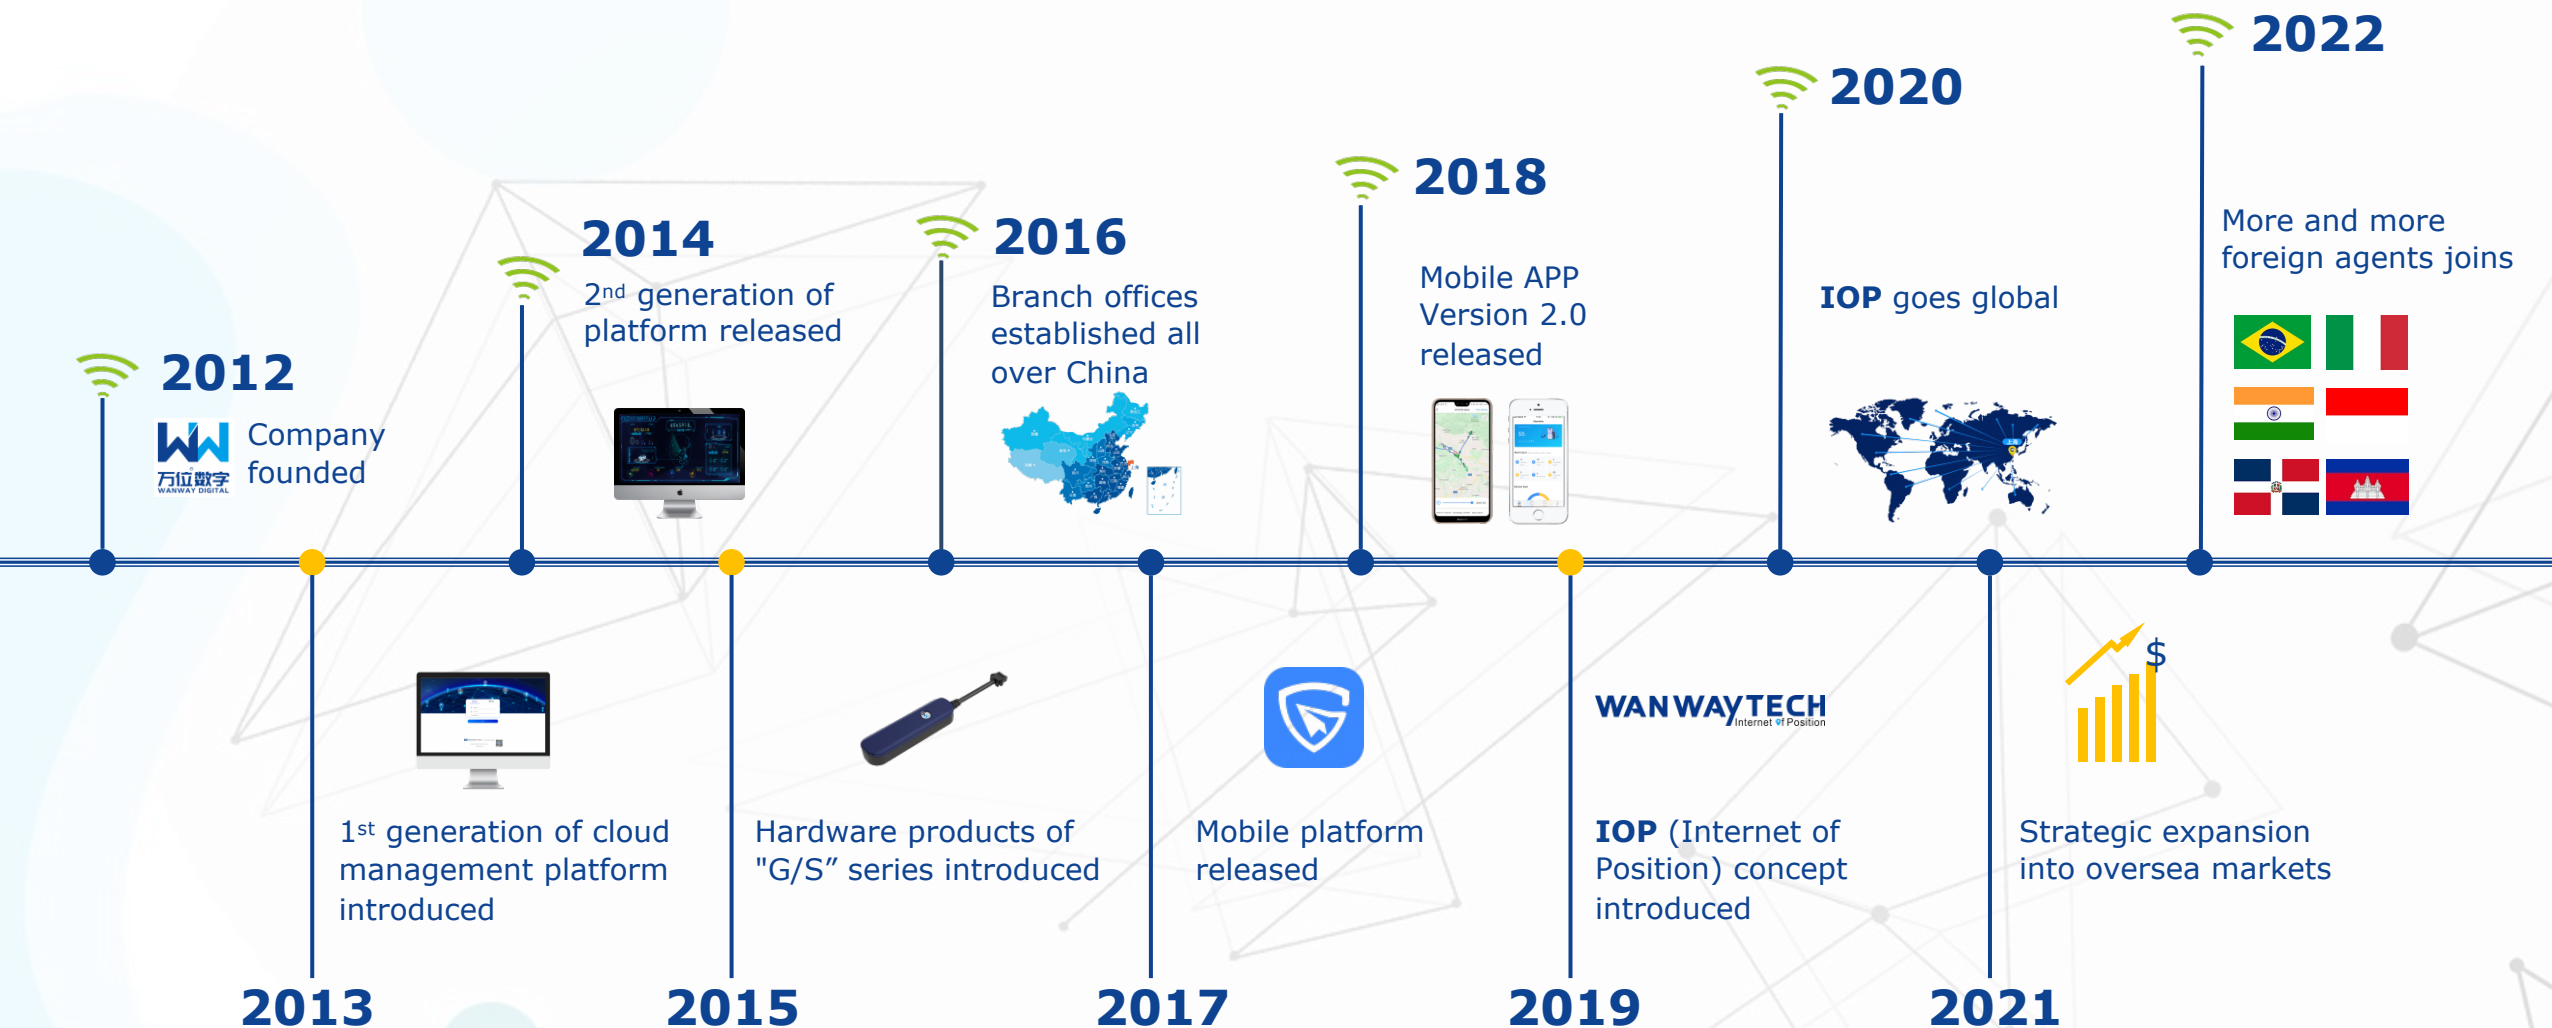 2012
万位数字
WANWAY DIGITAL
Company
founded
2013
1st generation of cloud
management platform
introduced
2014
2nd generation of
platform released
2015
Hardware products of
"G/S” series introduced
2016
Branch offices
established all
over China
2017
Mobile platform
released
2018
Mobile APP
Version 2.0
released
2019
WANWAYTECH
Internet of Position
IOP (Internet of
Position) concept
introduced
2020
IOP goes global
上海
2021
$
Strategic expansion
into oversea markets
2022
More and more
foreign agents joins